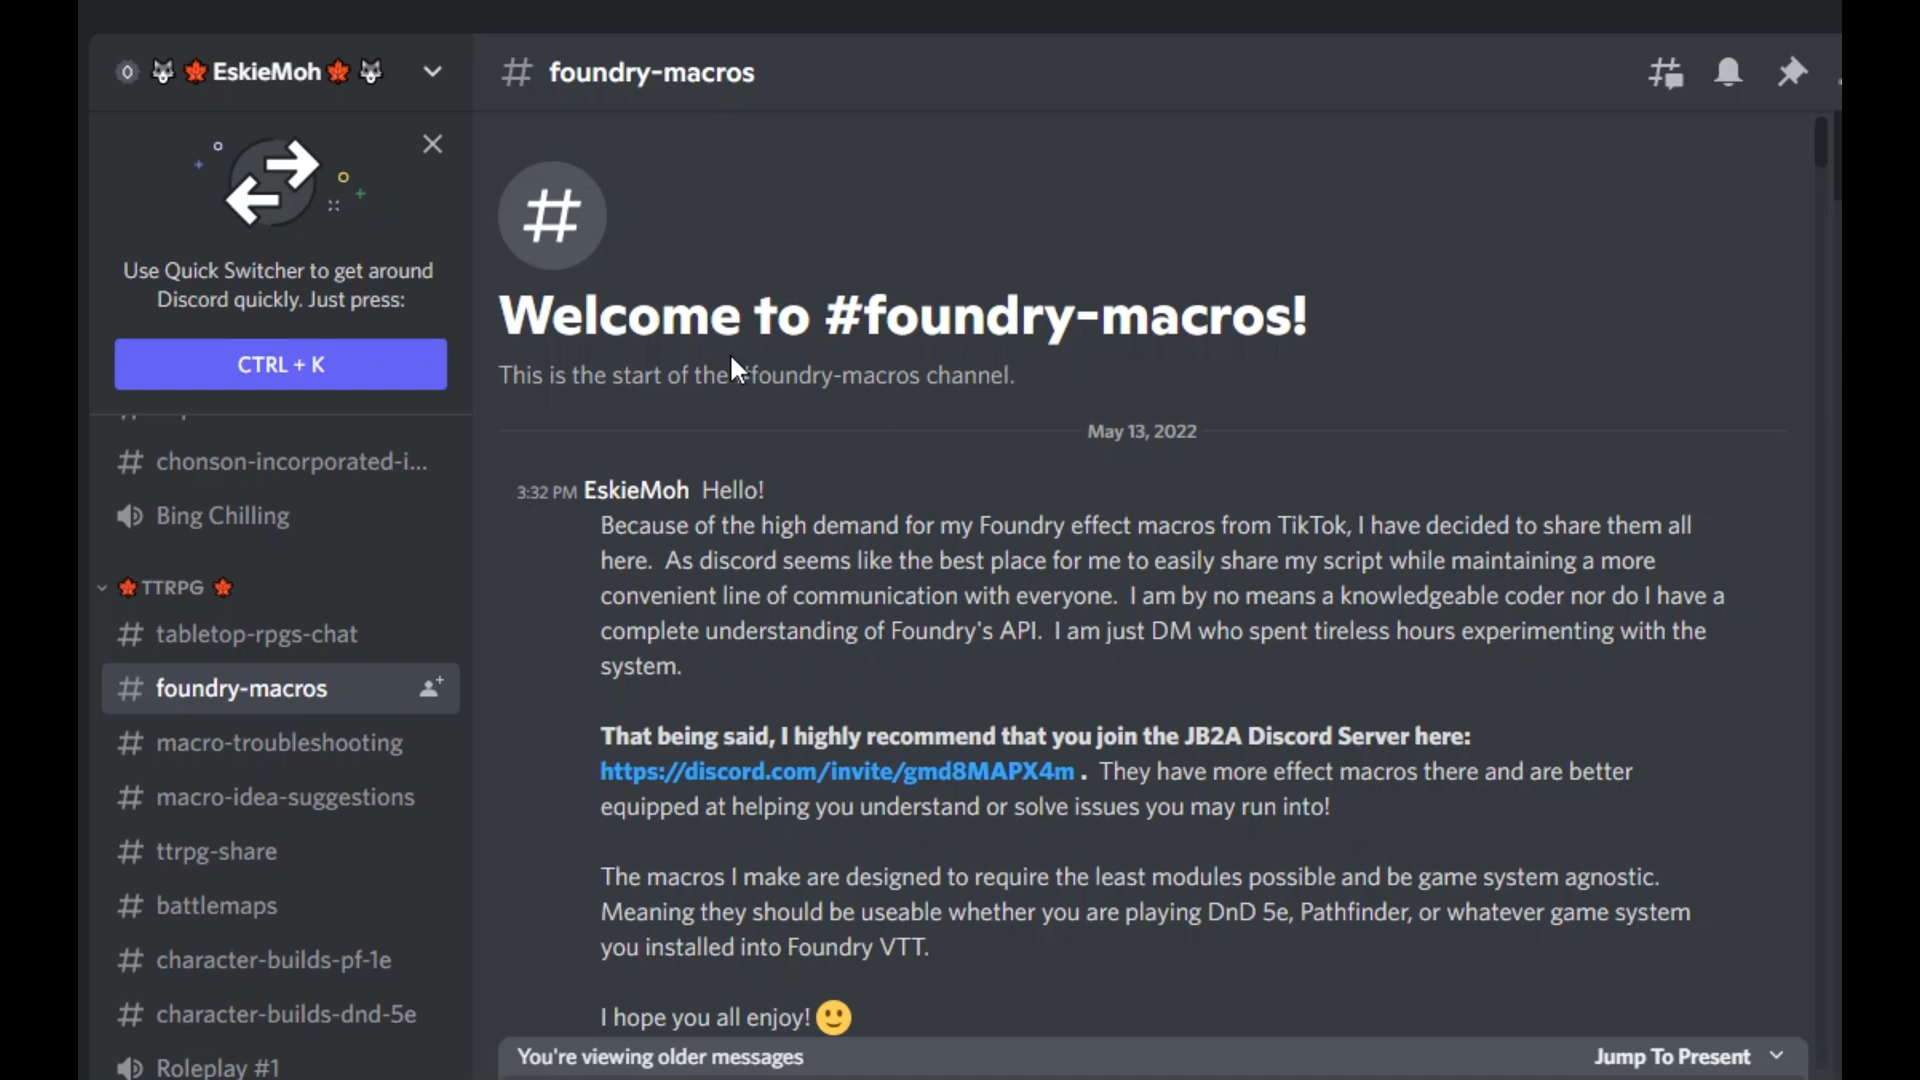 EskieMoh
Use Quick Switcher to get around
Discord quickly. Just press:
CTRL + K
chonson-incorporated-i...
Bing Chilling
TTRPG
tabletop-rpgs-chat
foundry-macros
macro-troubleshooting
macro-idea-suggestions
ttrpg-share
battlemaps
character-builds-pf-1e
character-builds-dnd-5e
Roleplay #1
# foundry-macros
#
Welcome to #foundry-macros!
This is the start of the #foundry-macros channel.
May 13, 2022
3:32 PM EskieMoh Hello!
Because of the high demand for my Foundry effect macros from TikTok, I have decided to share them all
here. As discord seems like the best place for me to easily share my script while maintaining a more
convenient line of communication with everyone. I am by no means a knowledgeable coder nor do I have a
complete understanding of Foundry's API. I am just DM who spent tireless hours experimenting with the
system.
That being said, I highly recommend that you join the JB2A Discord Server here:
https://discord.com/invite/gmd8MAPX4m . They have more effect macros there and are better
equipped at helping you understand or solve issues you may run into!
The macros I make are designed to require the least modules possible and be game system agnostic.
Meaning they should be useable whether you are playing DnD 5e, Pathfinder, or whatever game system
you installed into Foundry VTT.
I hope you all enjoy! 🙂
You're viewing older messages
Jump To Present